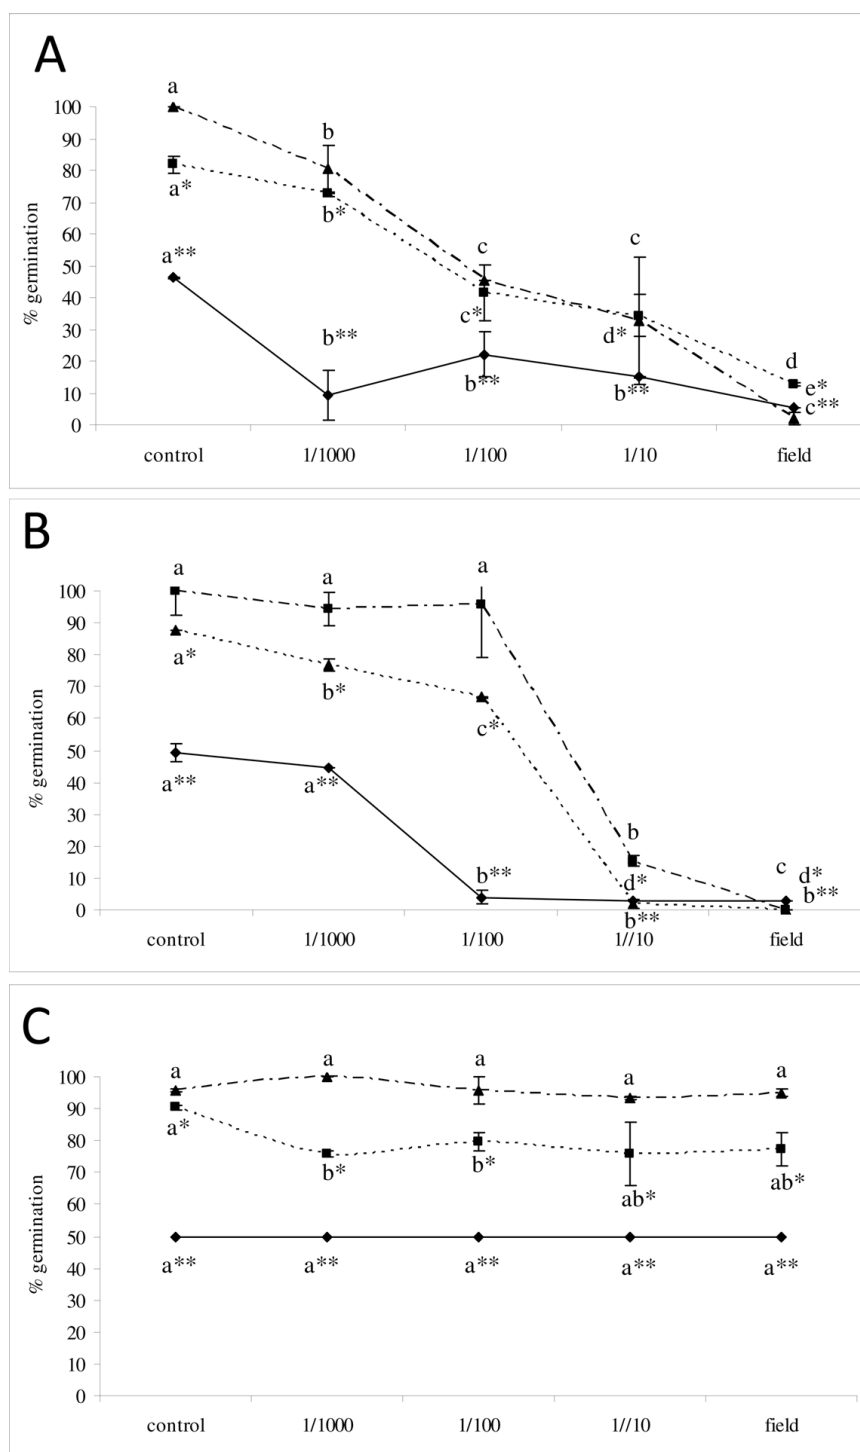 A
a
100
b
90
80
a*
b*
70
60
c
c
a**
50
40
% germination
b**
c*
d*
30
d
20
e*
b**
b**
c**
10
0
control 1/1000 1/100 1/10 field
B
a
a
a
100
90
80
a*
b*
70
c*
60
50
a**
a**
40
% germination
30
b
20
b**
d*
c
d*
10
b**
b**
0
control 1/1000 1/100 1//10 field
C
a
a
a
a
a
100
90
a*
80
b*
b*
ab*
ab*
70
60
50
a**
a**
a**
a**
a**
40
% germination
30
20
10
0
control 1/1000 1/100 1//10 field